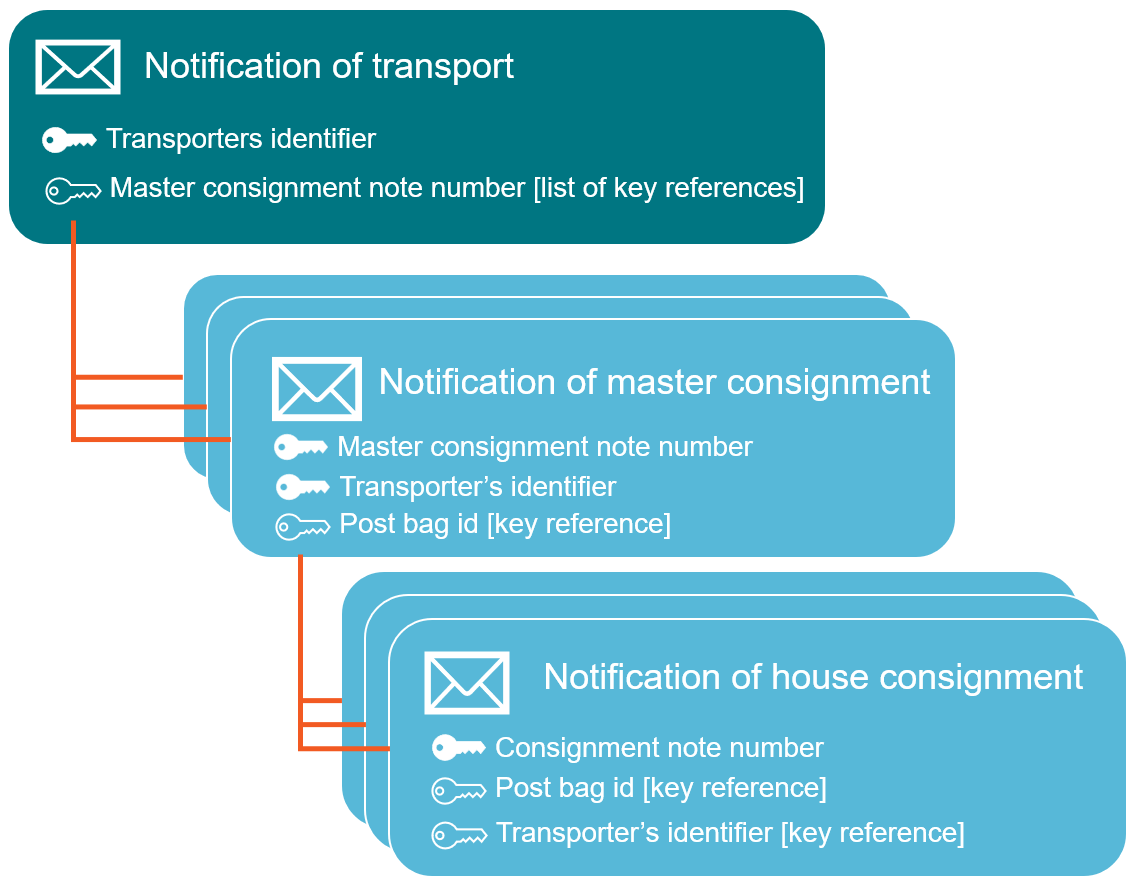 Notification of transport
Transporters identifier
Master consignment note number [list of key references]
Notification of master consignment
Master consignment note number
Transporter's identifier
Post bag id [key reference]
Notification of house consignment
Consignment note number
Post bag id [key reference]
Transporter's identifier [key reference]